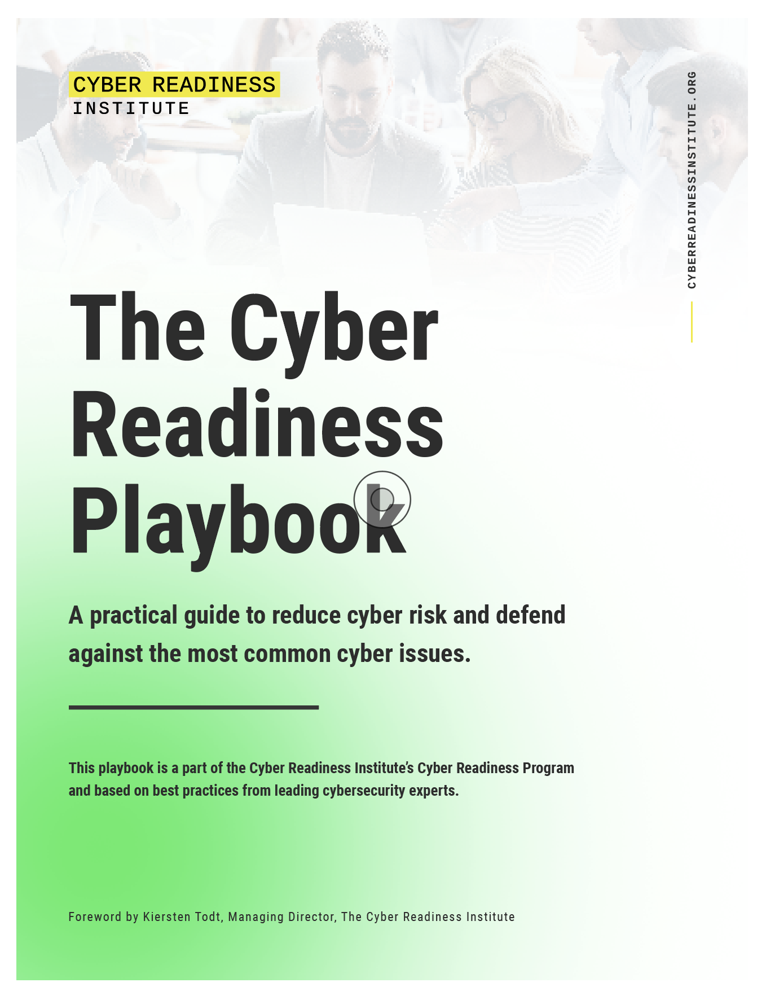 CYBER READINESS
INSTITUTE
CYBERREADINESSINSTITUTE.ORG
The Cyber
Readiness
Playbook
A practical guide to reduce cyber risk and defend
against the most common cyber issues.
This playbook is a part of the Cyber Readiness Institute’s Cyber Readiness Program
and based on best practices from leading cybersecurity experts.
Foreword by Kiersten Todt, Managing Director, The Cyber Readiness Institute